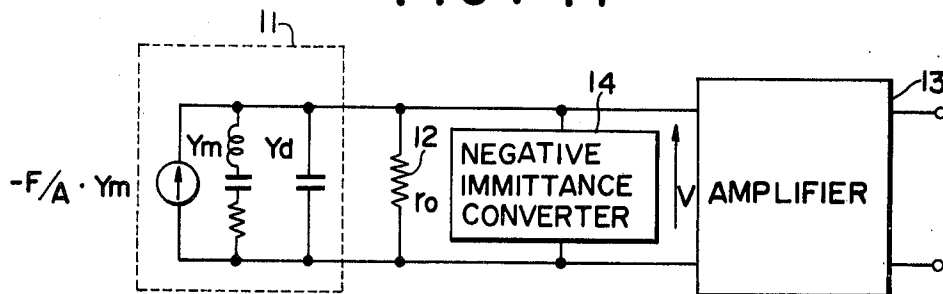 11
14
13
Ym
Yd
12
-F/A · Ym
ro
NEGATIVE
IMMITTANCE
CONVERTER
V
AMPLIFIER